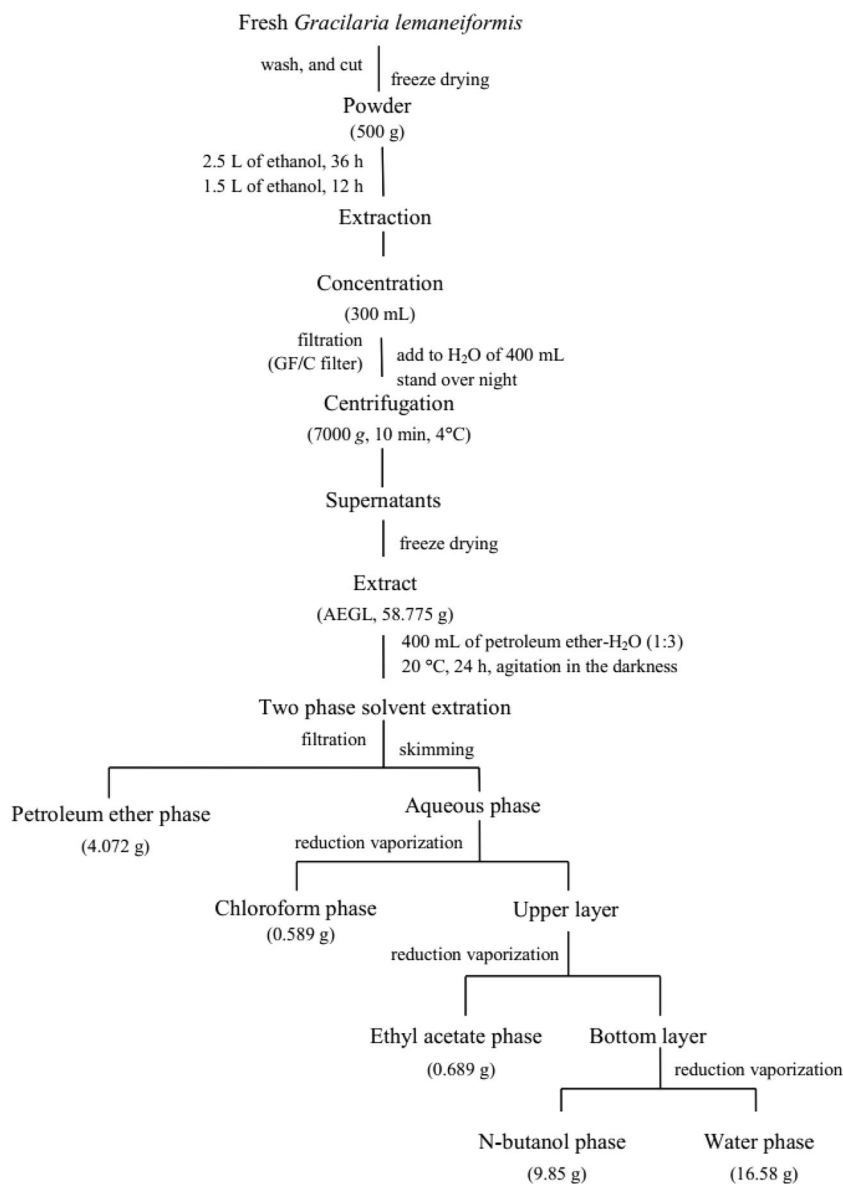 Fresh Gracilaria lemaneiformis
wash, and cut
freeze drying
Powder
(500 g)
2.5 L of ethanol, 36 h
1.5 L of ethanol, 12 h
Extraction
Concentration
(300 mL)
filtration
(GF/C filter)
add to H₂O of 400 mL
stand over night
Centrifugation
(7000 g, 10 min, 4°C)
Supernatants
freeze drying
Extract
(AEGL, 58.775 g)
400 mL of petroleum ether-H₂O (1:3)
20 °C, 24 h, agitation in the darkness
Two phase solvent extration
filtration
skimming
Petroleum ether phase
(4.072 g)
Aqueous phase
reduction vaporization
Chloroform phase
(0.589 g)
Upper layer
reduction vaporization
Ethyl acetate phase
(0.689 g)
Bottom layer
reduction vaporization
N-butanol phase
(9.85 g)
Water phase
(16.58 g)